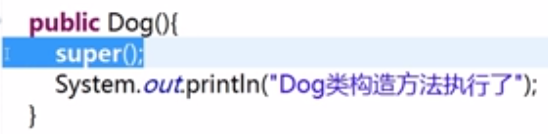 public Dog(){
super();
System.out.println("Dog类构造方法执行了");
}